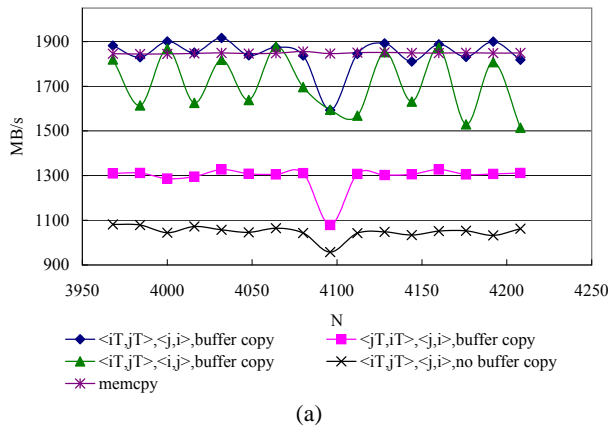 1900
1700
1500
1300
1100
900
MB/s
3950 4000 4050 4100 4150 4200 4250
N
<iT,jT>,<j,i>,buffer copy <jT,iT>,<j,i>,buffer copy
<iT,jT>,<i,j>,buffer copy <iT,jT>,<j,i>,no buffer copy
memcpy
(a)